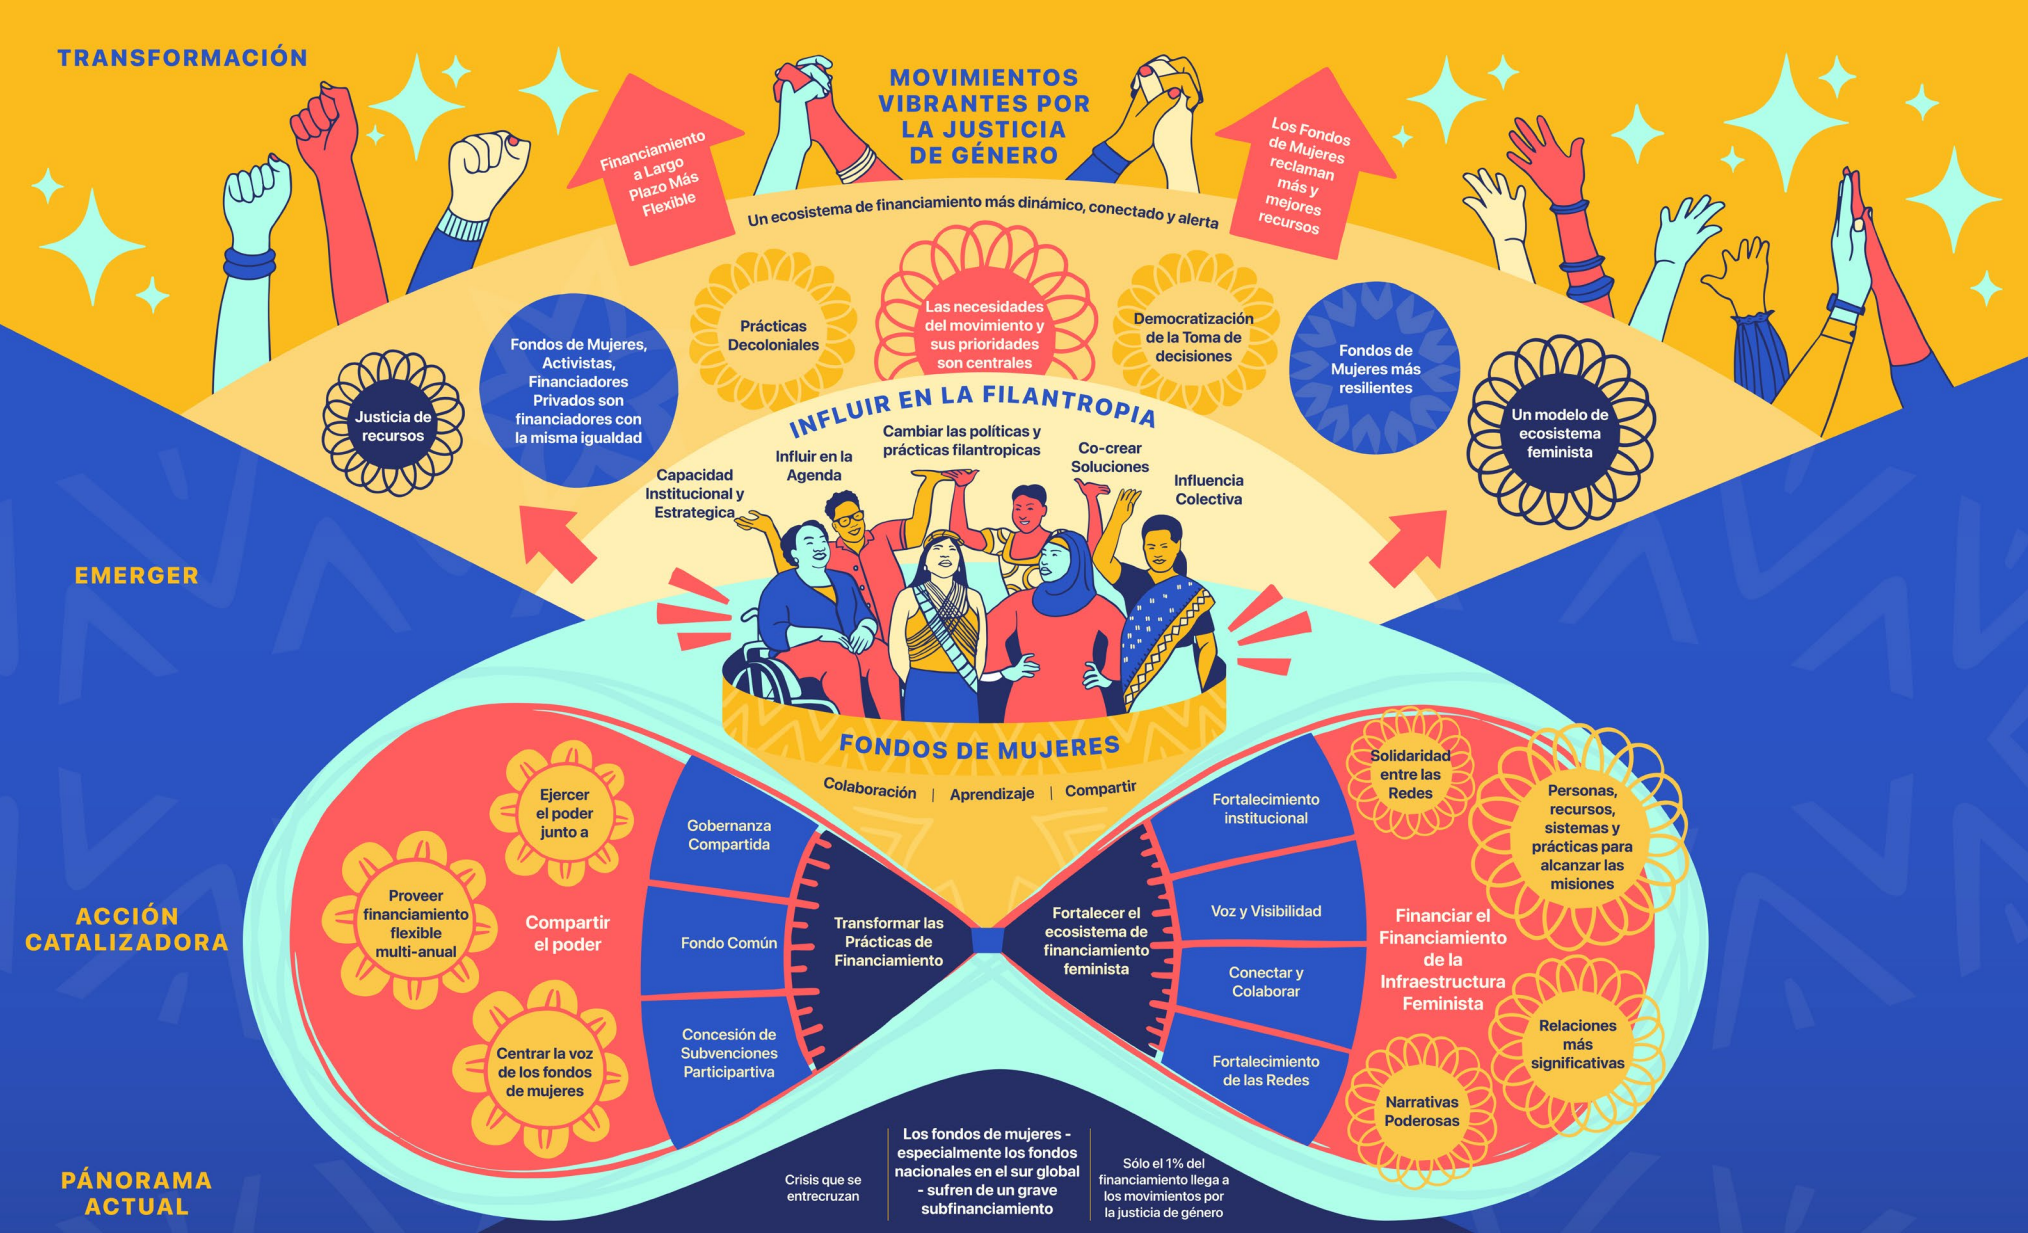 TRANSFORMACIÓN
MOVIMIENTOS
VIBRANTES POR
LA JUSTICIA
DE GÉNERO
Financiamiento
a Largo
Plazo Más
Flexible
Los Fondos
de Mujeres
reclaman
más y
mejores
recursos
Un ecosistema de financiamiento más dinámico, conectado y alerta
Justicia de
recursos
Fondos de Mujeres,
Activistas,
Financiadores
Privados son
financiadores con
la misma igualdad
Prácticas
Decoloniales
Las necesidades
del movimiento y
sus prioridades
son centrales
Democratización
de la Toma de
decisiones
Fondos de
Mujeres más
resilientes
Un modelo de
ecosistema
feminista
INFLUIR EN LA FILANTROPIA
Capacidad
Institucional y
Estrategica
Influir en la
Agenda
Cambiar las políticas y
prácticas filantropicas
Co-crear
Soluciones
Influencia
Colectiva
EMERGER
FONDOS DE MUJERES
Colaboración | Aprendizaje | Compartir
ACCIÓN
CATALIZADORA
Ejercer
el poder
junto a
Proveer
financiamiento
flexible
multi-anual
Compartir
el poder
Centrar la voz
de los fondos
de mujeres
Gobernanza
Compartida
Fondo Común
Concesión de
Subvenciones
Participartiva
Transformar las
Prácticas de
Financiamiento
Fortalecer el
ecosistema de
financiamiento
feminista
Fortalecimiento
institucional
Voz y Visibilidad
Conectar y
Colaborar
Fortalecimiento
de las Redes
Solidaridad
entre las
Redes
Personas,
recursos,
sistemas y
prácticas para
alcanzar las
misiones
Financiar el
Financiamiento
de la
Infraestructura
Feminista
Relaciones
más
significativas
Narrativas
Poderosas
PÁNORAMA
ACTUAL
Crisis que se
entrecruzan
Los fondos de mujeres -
especialmente los fondos
nacionales en el sur global
- sufren de un grave
subfinanciamiento
Sólo el 1% del
financiamiento llega a
los movimientos por
la justicia de género